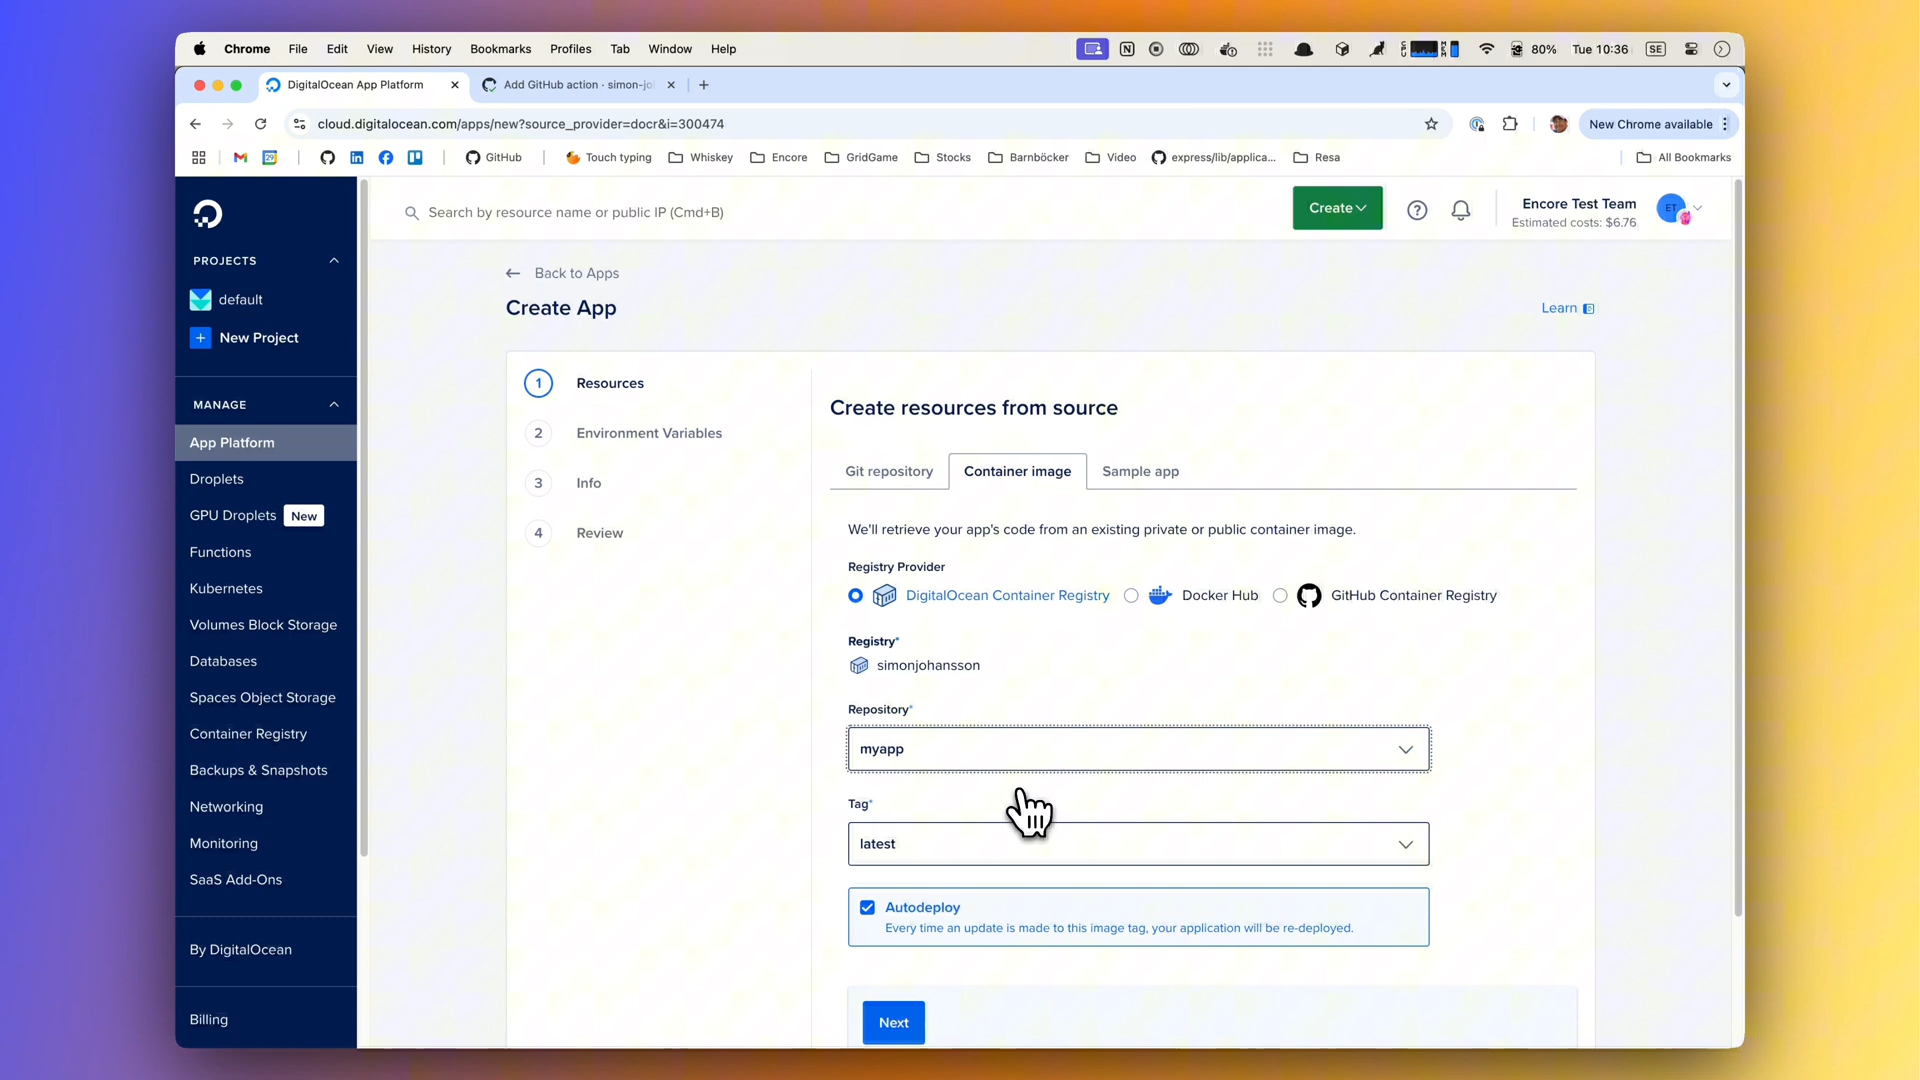 Chrome File Edit View History Bookmarks Profiles Tab Window Help 80% Tue 10:36 SE
DigitalOcean App Platform Add GitHub action · simon-jo
cloud.digitalocean.com/apps/new?source_provider=docr&i=300474 New Chrome available
GitHub Touch typing Whiskey Encore GridGame Stocks Barnböcker Video express/lib/applica... Resa All Bookmarks
Search by resource name or public IP (Cmd+B)
Create
Encore Test Team
Estimated costs: $6.76
ET
PROJECTS
default
New Project
MANAGE
App Platform
Droplets
GPU Droplets New
Functions
Kubernetes
Volumes Block Storage
Databases
Spaces Object Storage
Container Registry
Backups & Snapshots
Networking
Monitoring
SaaS Add-Ons
By DigitalOcean
Billing
Back to Apps
Create App
Learn
1 Resources
2 Environment Variables
3 Info
4 Review
Create resources from source
Git repository Container image Sample app
We'll retrieve your app's code from an existing private or public container image.
Registry Provider
DigitalOcean Container Registry Docker Hub GitHub Container Registry
Registry*
simonjohansson
Repository*
myapp
Tag*
latest
Autodeploy
Every time an update is made to this image tag, your application will be re-deployed.
Next